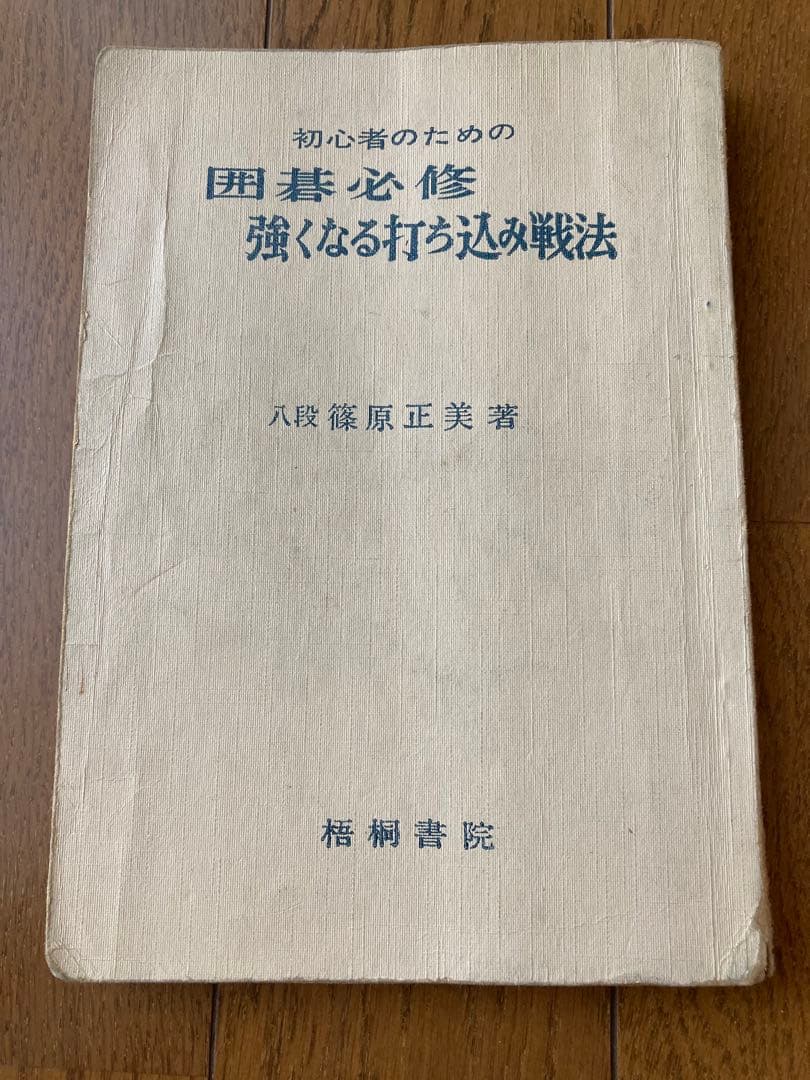 初心者のための
囲碁必修
強くなる打ち込み戦法
八段 篠原正美 著
梧桐書院